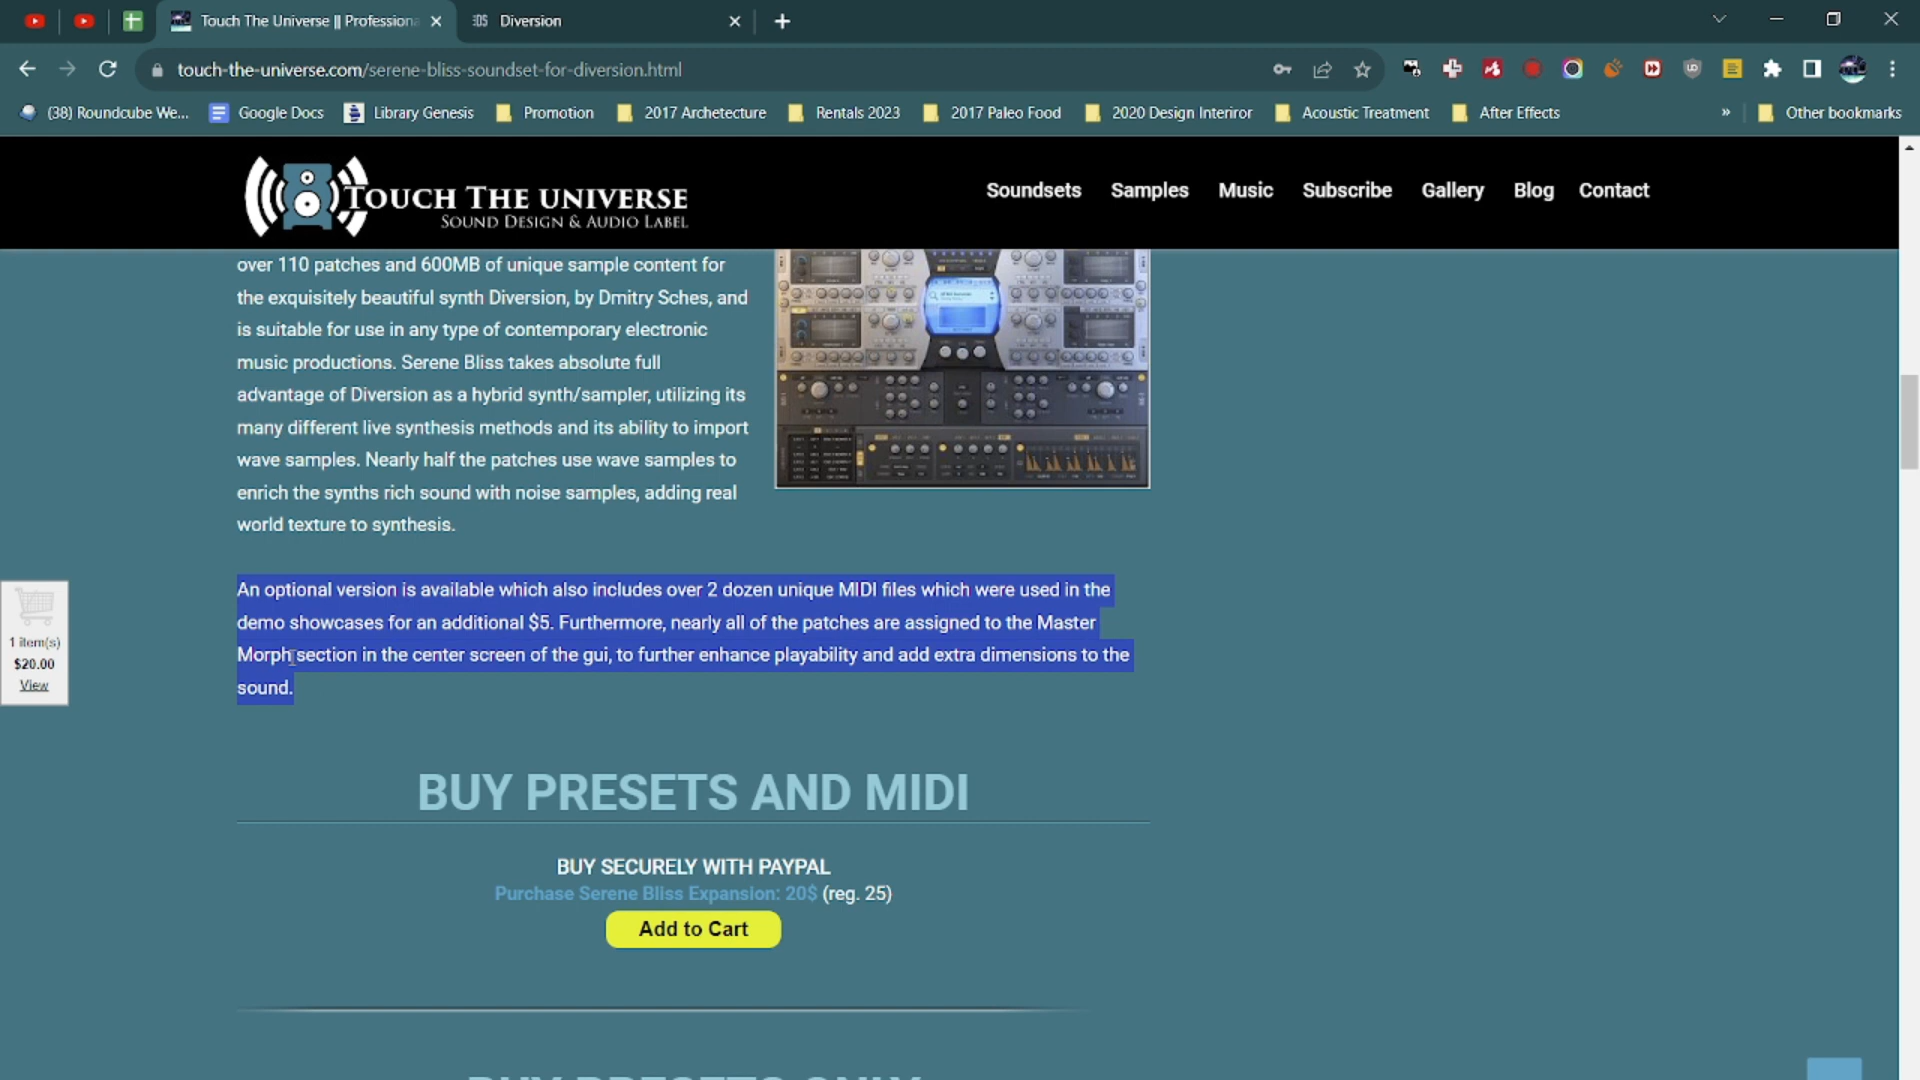 Touch The Universe || Professiona
Diversion
touch-the-universe.com/serene-bliss-soundset-for-diversion.html
(38) Roundcube We...
Google Docs
Library Genesis
Promotion
2017 Archetecture
Rentals 2023
2017 Paleo Food
2020 Design Interiror
Acoustic Treatment
After Effects
»
Other bookmarks
TOUCH THE UNIVERSE
SOUND DESIGN & AUDIO LABEL
Soundsets
Samples
Music
Subscribe
Gallery
Blog
Contact
over 110 patches and 600MB of unique sample content for
the exquisitely beautiful synth Diversion, by Dmitry Sches, and
is suitable for use in any type of contemporary electronic
music productions. Serene Bliss takes absolute full
advantage of Diversion as a hybrid synth/sampler, utilizing its
many different live synthesis methods and its ability to import
wave samples. Nearly half the patches use wave samples to
enrich the synths rich sound with noise samples, adding real
world texture to synthesis.
An optional version is available which also includes over 2 dozen unique MIDI files which were used in the
demo showcases for an additional $5. Furthermore, nearly all of the patches are assigned to the Master
Morph section in the center screen of the gui, to further enhance playability and add extra dimensions to the
sound.
1 item(s)
$20.00
View
BUY PRESETS AND MIDI
BUY SECURELY WITH PAYPAL
Purchase Serene Bliss Expansion: 20$ (reg. 25)
Add to Cart
BUY PRESETS ONLY